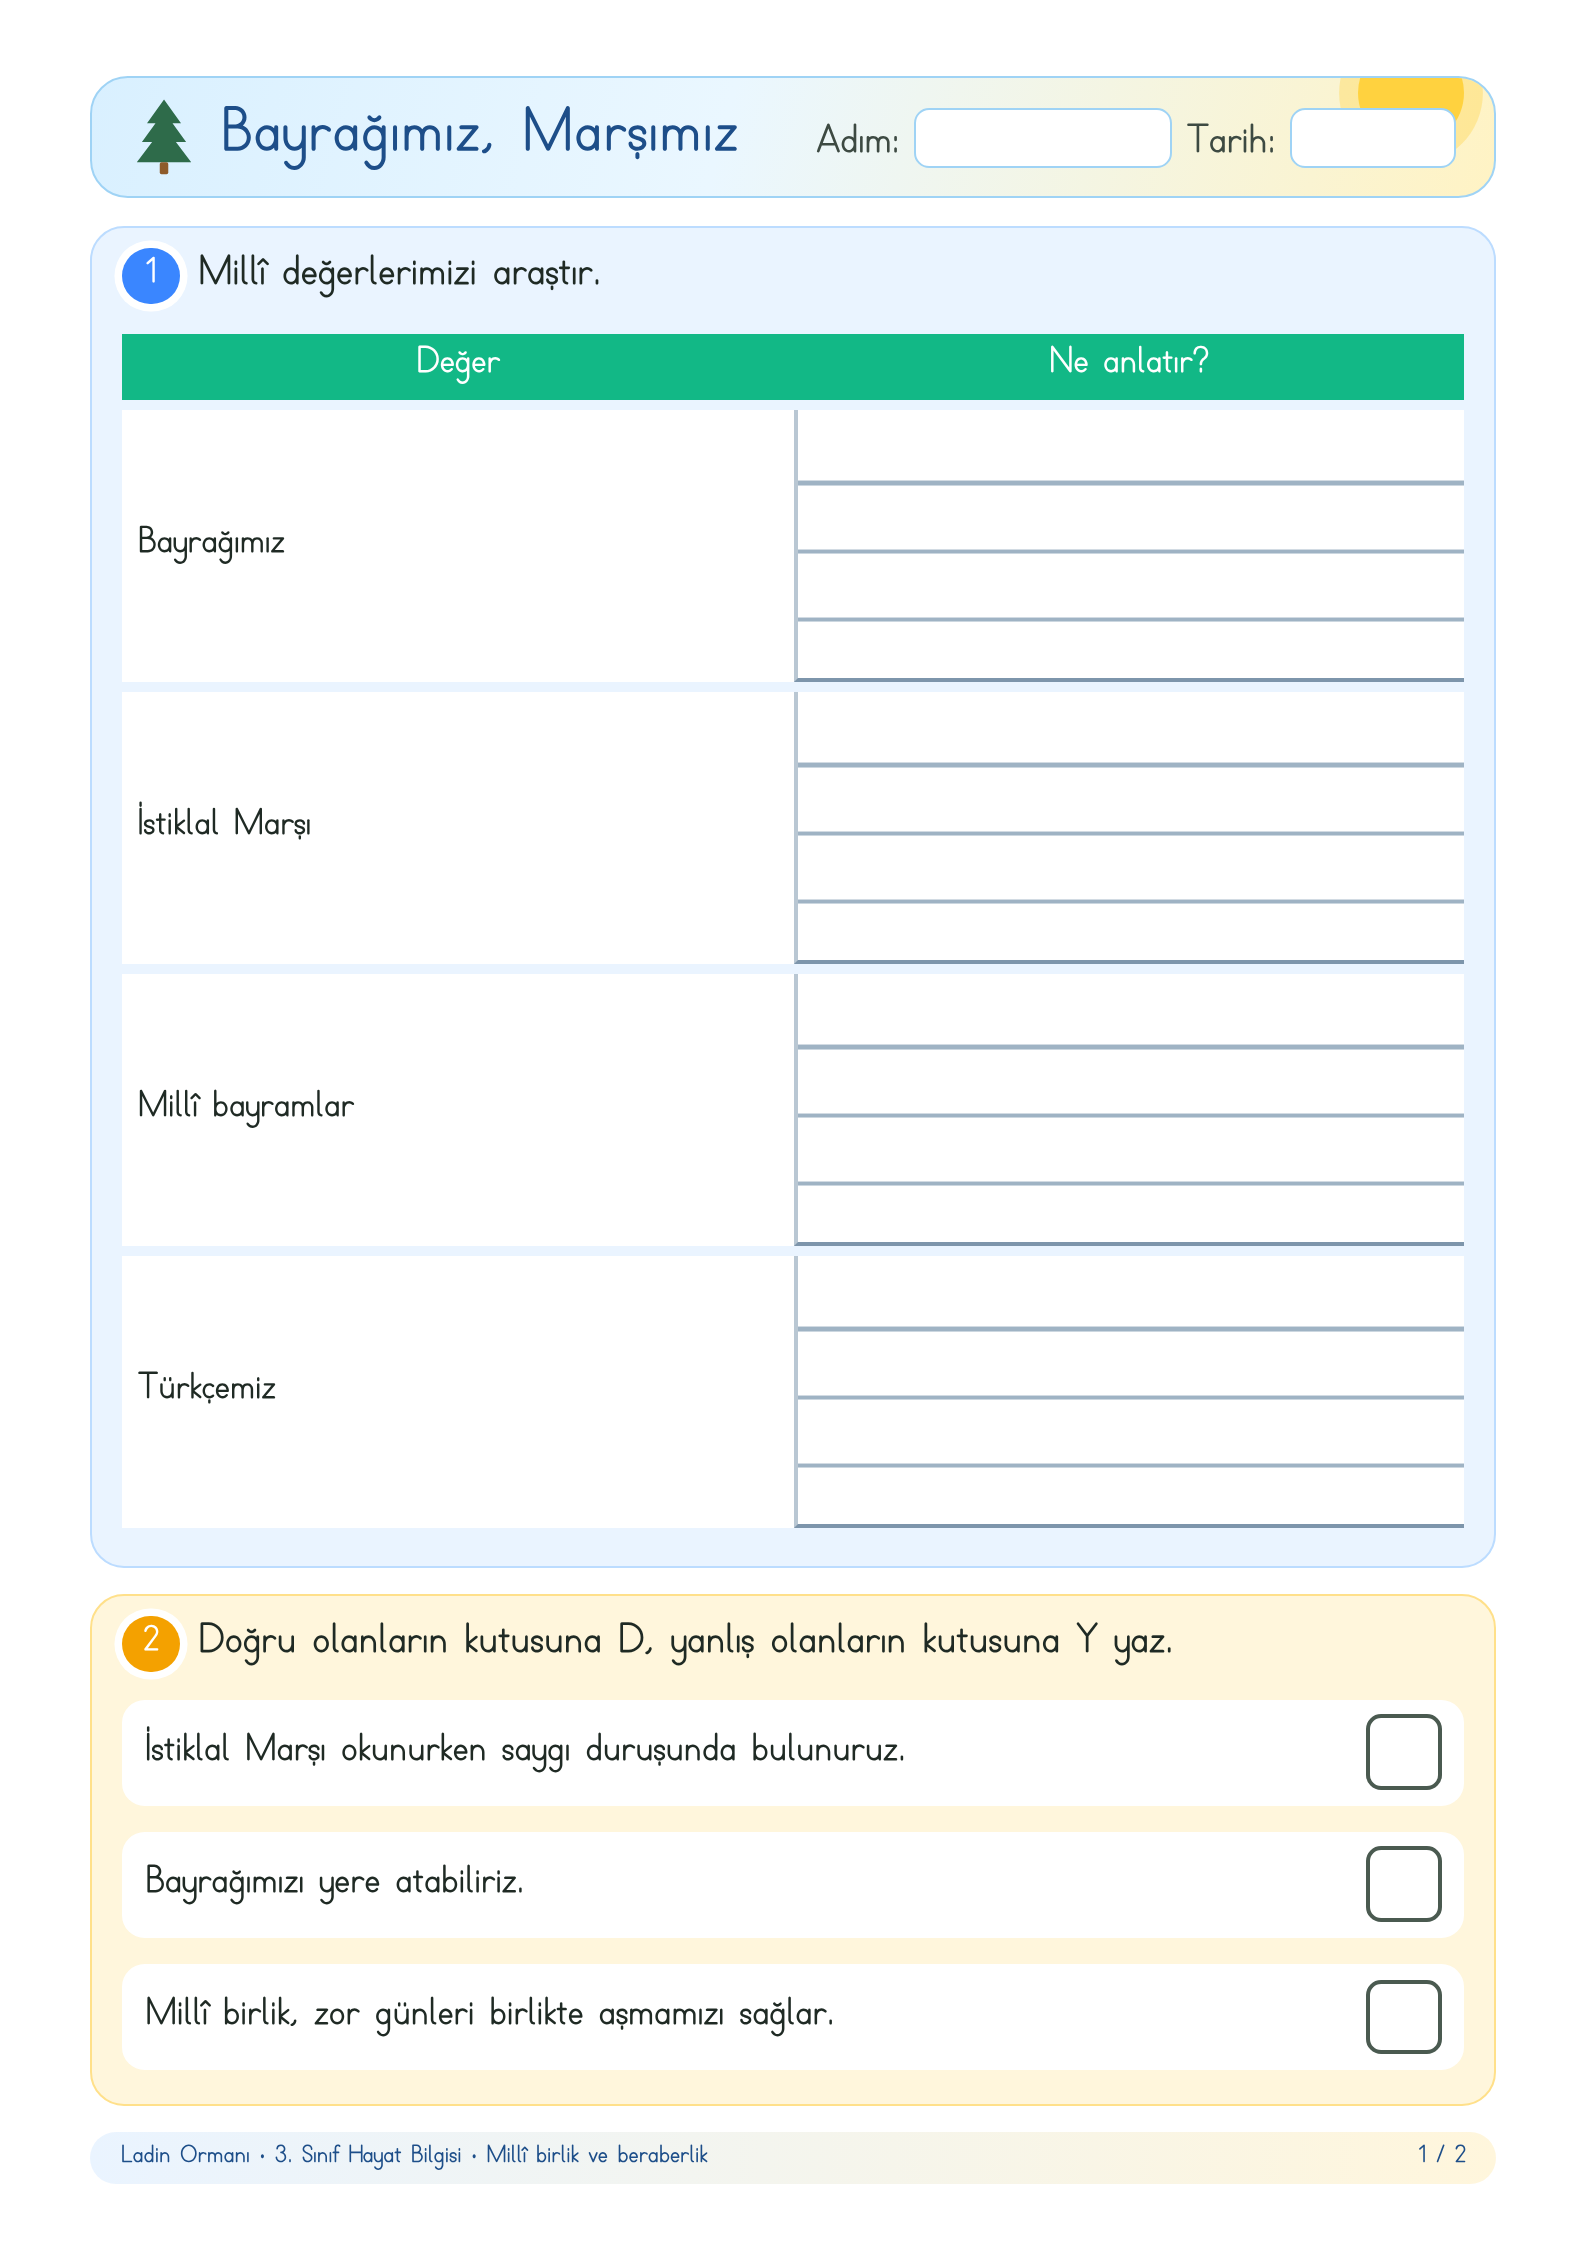 Bayrağımız, Marşımız
Adım:
Tarih:
1 Millî değerlerimizi araştır.
Değer
Ne anlatır?
Bayrağımız
İstiklal Marşı
Millî bayramlar
Türkçemiz
2 Doğru olanların kutusuna D, yanlış olanların kutusuna Y yaz.
İstiklal Marşı okunurken saygı duruşunda bulunuruz.
Bayrağımızı yere atabiliriz.
Millî birlik, zor günleri birlikte aşmamızı sağlar.
Ladin Ormanı • 3. Sınıf Hayat Bilgisi • Millî birlik ve beraberlik
1 / 2